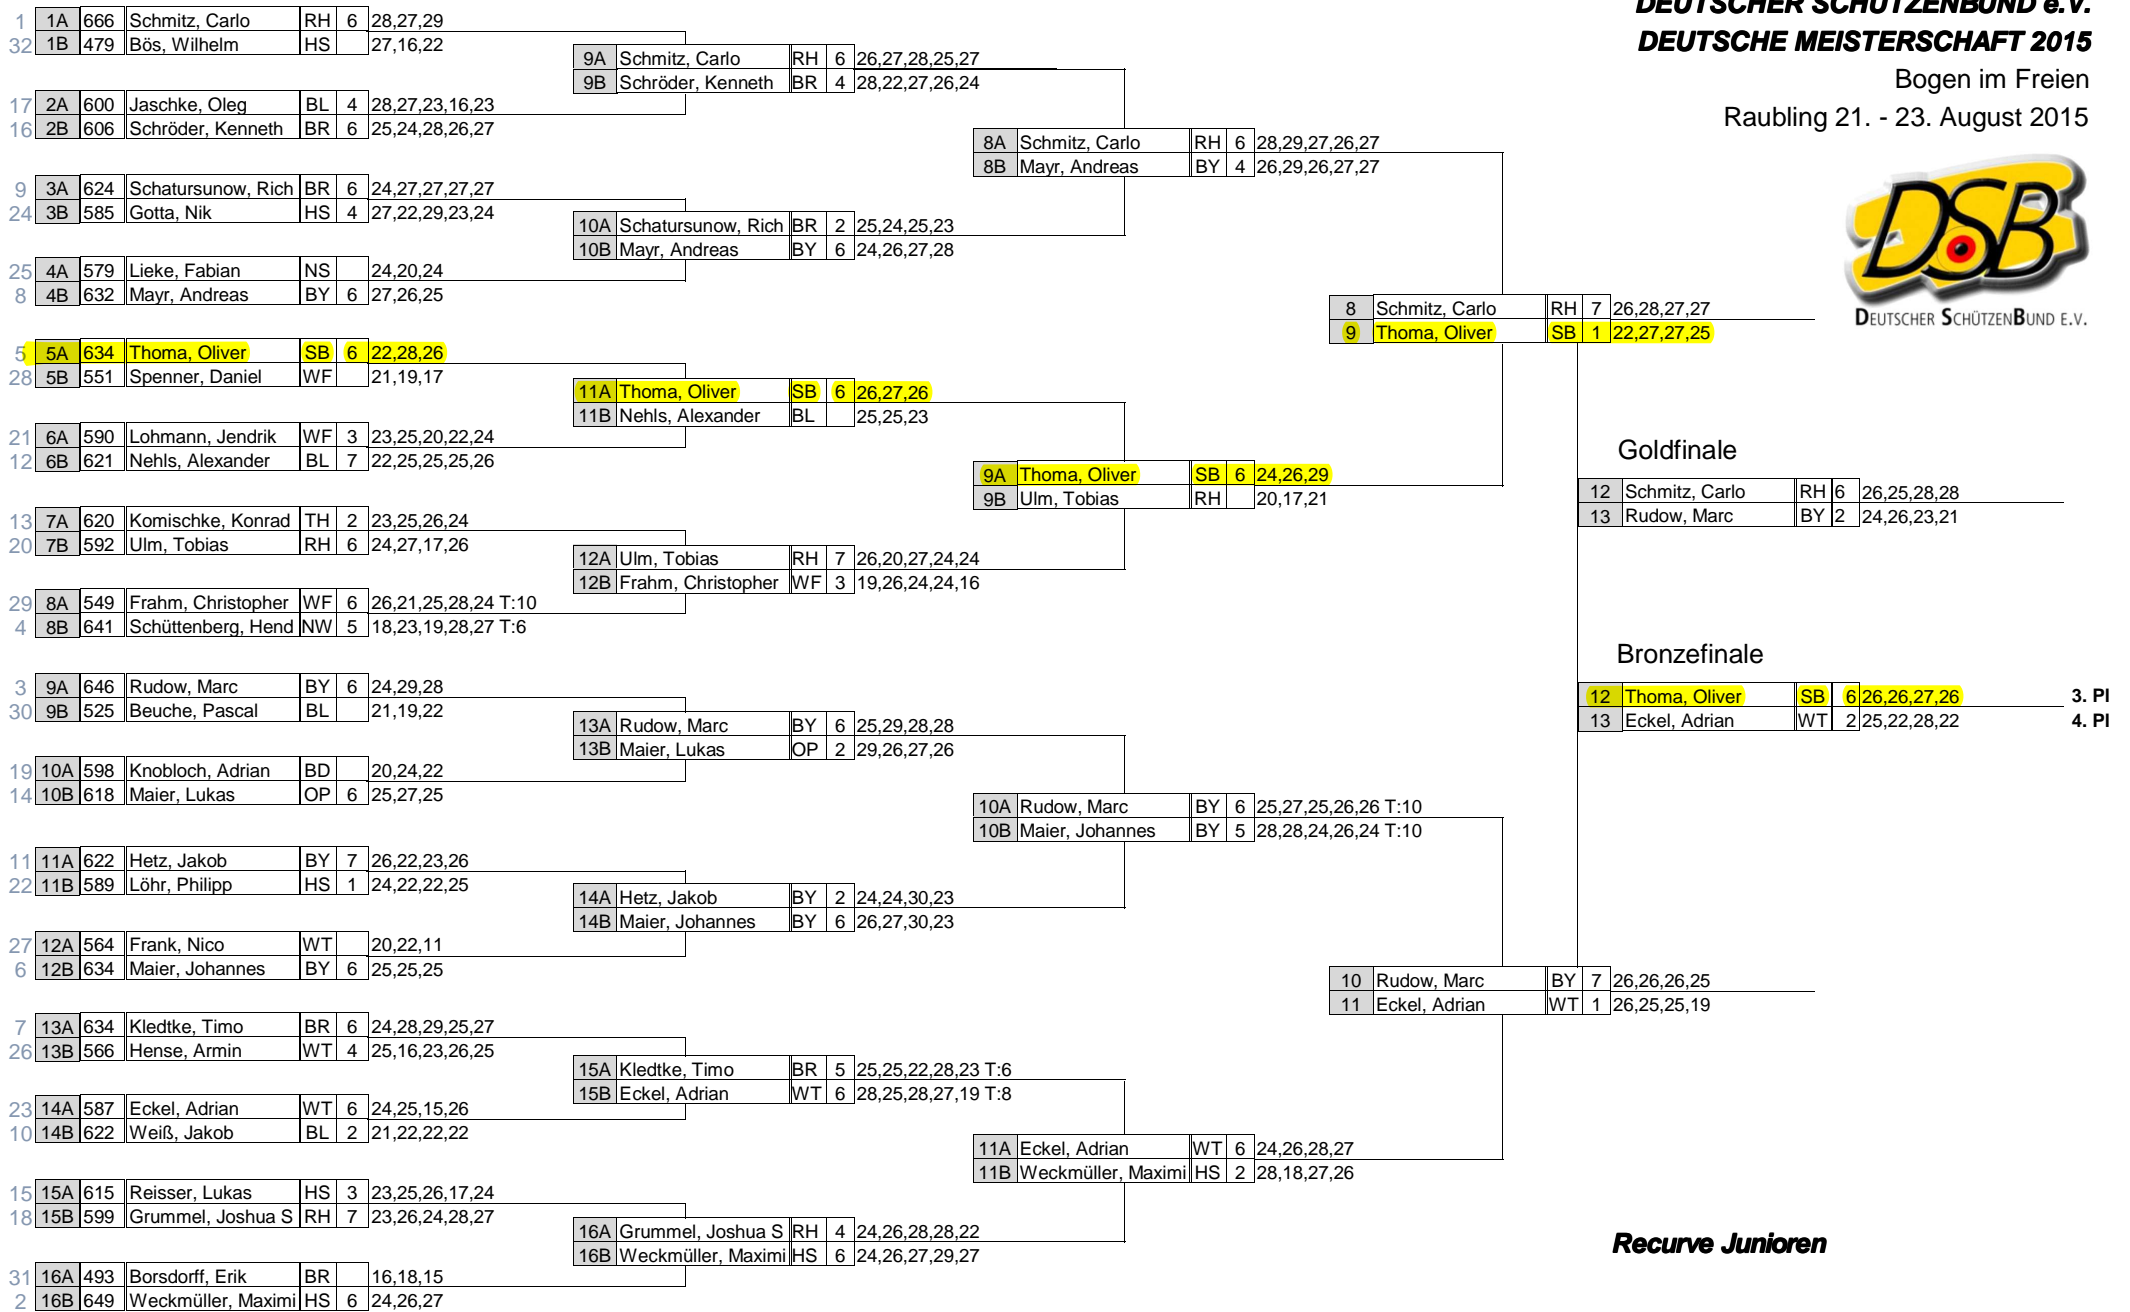 DEUTSCHER SCHÜTZENBUND e.V.
DEUTSCHE MEISTERSCHAFT 2015
Bogen im Freien
Raubling 21. - 23. August 2015
DSB
DEUTSCHER SCHÜTZENBUND E.V.
1 1A 666 Schmitz, Carlo RH 6 28,27,29
32 1B 479 Bös, Wilhelm HS 27,16,22
17 2A 600 Jaschke, Oleg BL 4 28,27,23,16,23
16 2B 606 Schröder, Kenneth BR 6 25,24,28,26,27
9 3A 624 Schatursunow, Rich BR 6 24,27,27,27,27
24 3B 585 Gotta, Nik HS 4 27,22,29,23,24
25 4A 579 Lieke, Fabian NS 24,20,24
8 4B 632 Mayr, Andreas BY 6 27,26,25
5 5A 634 Thoma, Oliver SB 6 22,28,26
28 5B 551 Spenner, Daniel WF 21,19,17
21 6A 590 Lohmann, Jendrik WF 3 23,25,20,22,24
12 6B 621 Nehls, Alexander BL 7 22,25,25,25,26
13 7A 620 Komischke, Konrad TH 2 23,25,26,24
20 7B 592 Ulm, Tobias RH 6 24,27,17,26
29 8A 549 Frahm, Christopher WF 6 26,21,25,28,24 T:10
4 8B 641 Schüttenberg, Hend NW 5 18,23,19,28,27 T:6
3 9A 646 Rudow, Marc BY 6 24,29,28
30 9B 525 Beuche, Pascal BL 21,19,22
19 10A 598 Knobloch, Adrian BD 20,24,22
14 10B 618 Maier, Lukas OP 6 25,27,25
11 11A 622 Hetz, Jakob BY 7 26,22,23,26
22 11B 589 Löhr, Philipp HS 1 24,22,22,25
27 12A 564 Frank, Nico WT 20,22,11
6 12B 634 Maier, Johannes BY 6 25,25,25
7 13A 634 Kledtke, Timo BR 6 24,28,29,25,27
26 13B 566 Hense, Armin WT 4 25,16,23,26,25
23 14A 587 Eckel, Adrian WT 6 24,25,15,26
10 14B 622 Weiß, Jakob BL 2 21,22,22,22
15 15A 615 Reisser, Lukas HS 3 23,25,26,17,24
18 15B 599 Grummel, Joshua S RH 7 23,26,24,28,27
31 16A 493 Borsdorff, Erik BR 16,18,15
2 16B 649 Weckmüller, Maximi HS 6 24,26,27
9A Schmitz, Carlo RH 6 26,27,28,25,27
9B Schröder, Kenneth BR 4 28,22,27,26,24
10A Schatursunow, Rich BR 2 25,24,25,23
10B Mayr, Andreas BY 6 24,26,27,28
11A Thoma, Oliver SB 6 26,27,26
11B Nehls, Alexander BL 25,25,23
12A Ulm, Tobias RH 7 26,20,27,24,24
12B Frahm, Christopher WF 3 19,26,24,24,16
13A Rudow, Marc BY 6 25,29,28,28
13B Maier, Lukas OP 2 29,26,27,26
14A Hetz, Jakob BY 2 24,24,30,23
14B Maier, Johannes BY 6 26,27,30,23
15A Kledtke, Timo BR 5 25,25,22,28,23 T:6
15B Eckel, Adrian WT 6 28,25,28,27,19 T:8
16A Grummel, Joshua S RH 4 24,26,28,28,22
16B Weckmüller, Maximi HS 6 24,26,27,29,27
8A Schmitz, Carlo RH 6 28,29,27,26,27
8B Mayr, Andreas BY 4 26,29,26,27,27
9A Thoma, Oliver SB 6 24,26,29
9B Ulm, Tobias RH 20,17,21
10A Rudow, Marc BY 6 25,27,25,26,26 T:10
10B Maier, Johannes BY 5 28,28,24,26,24 T:10
11A Eckel, Adrian WT 6 24,26,28,27
11B Weckmüller, Maximi HS 2 28,18,27,26
8 Schmitz, Carlo RH 7 26,28,27,27
9 Thoma, Oliver SB 1 22,27,27,25
10 Rudow, Marc BY 7 26,26,26,25
11 Eckel, Adrian WT 1 26,25,25,19
Goldfinale
12 Schmitz, Carlo RH 6 26,25,28,28
13 Rudow, Marc BY 2 24,26,23,21
Bronzefinale
12 Thoma, Oliver SB 6 26,26,27,26 3. Pl
13 Eckel, Adrian WT 2 25,22,28,22 4. Pl
Recurve Junioren